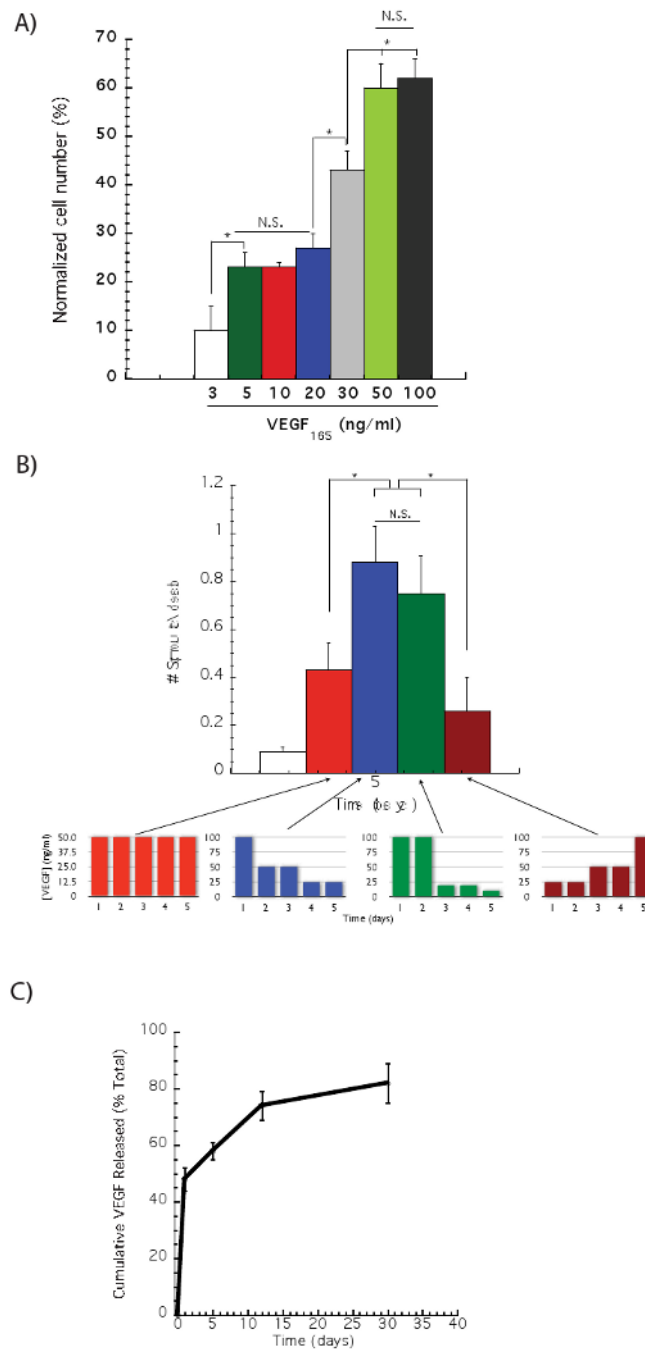 A)
N.S.
*
*
N.S.
*
Normalized cell number (%)
70
60
50
40
30
20
10
0
3 5 10 20 30 50 100
VEGF165 (ng/ml)
B)
* *
N.S.
1.2
1
0.8
0.6
0.4
0.2
0
5
[VEGF] (ng/ml)
50.0
37.5
25.0
12.5
0
1 2 3 4 5
100
75
50
25
0
1 2 3 4 5
100
75
50
25
0
1 2 3 4 5
100
75
50
25
0
1 2 3 4 5
Time (days)
Time (days)
C)
Cumulative VEGF Released (% Total)
100
80
60
40
20
0
0 5 10 15 20 25 30 35 40
Time (days)